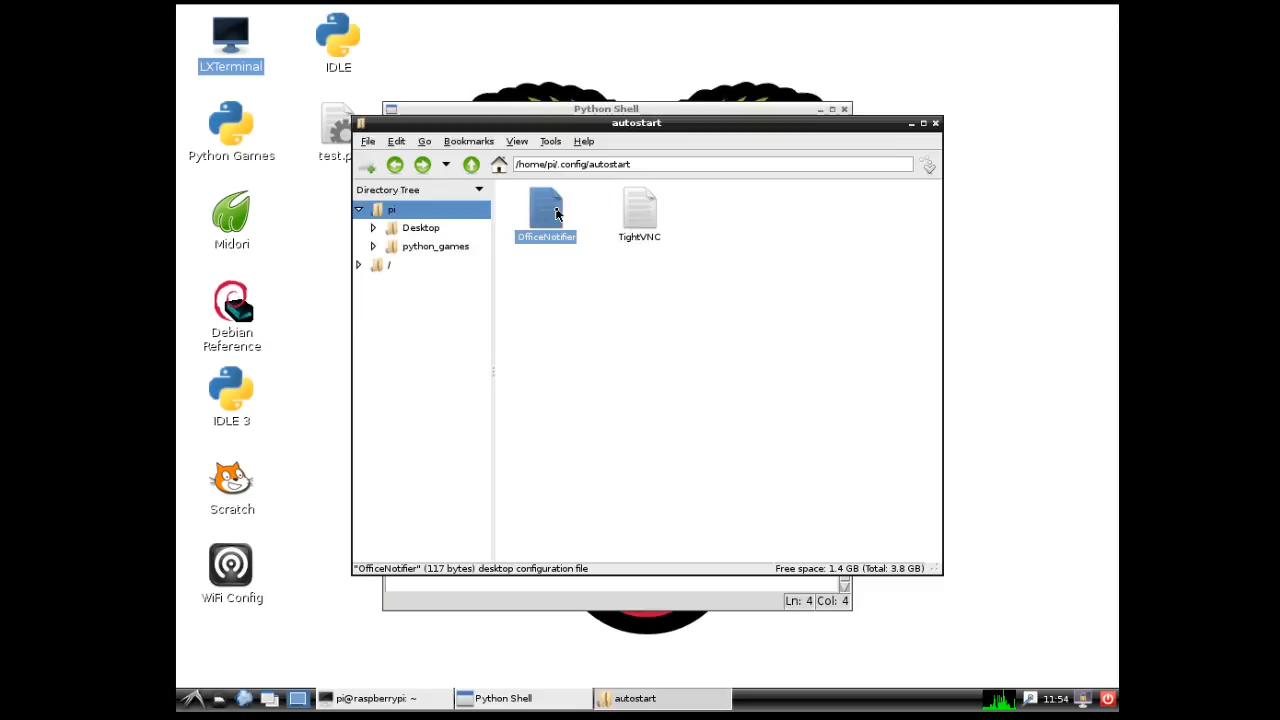 LXTerminal
IDLE
Python Games
test.p
Midori
Debian
Reference
IDLE 3
Scratch
WiFi Config
Python Shell
autostart
File Edit Go Bookmarks View Tools Help
/home/pi/.config/autostart
Directory Tree
pi
Desktop
python_games
/
OfficeNotifier
TightVNC
"OfficeNotifier" (117 bytes) desktop configuration file
Free space: 1.4 GB (Total: 3.8 GB)
Ln: 4 Col: 4
pi@raspberrypi: ~
Python Shell
autostart
11:54